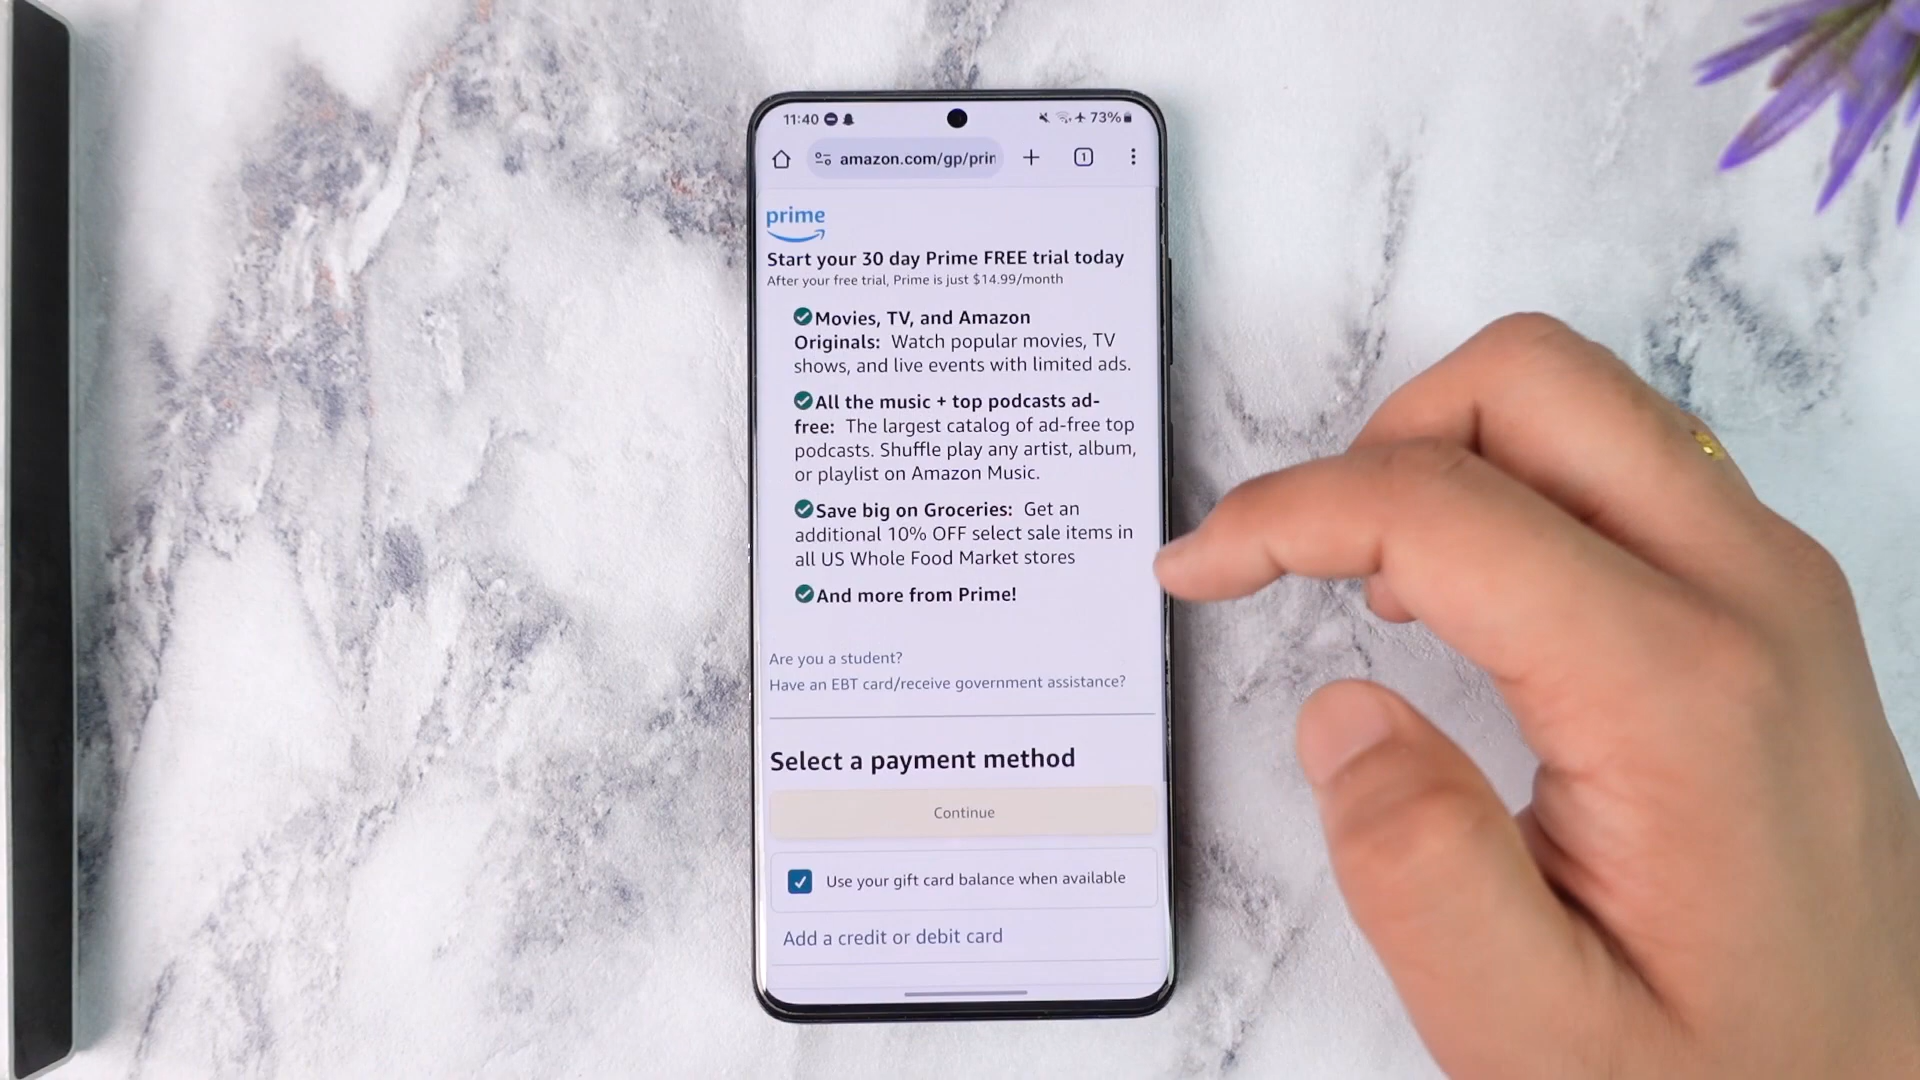 11:40
73%
amazon.com/gp/prin
1
prime
Start your 30 day Prime FREE trial today
After your free trial, Prime is just $14.99/month
Movies, TV, and Amazon
Originals: Watch popular movies, TV
shows, and live events with limited ads.
All the music + top podcasts ad-
free: The largest catalog of ad-free top
podcasts. Shuffle play any artist, album,
or playlist on Amazon Music.
Save big on Groceries: Get an
additional 10% OFF select sale items in
all US Whole Food Market stores
And more from Prime!
Are you a student?
Have an EBT card/receive government assistance?
Select a payment method
Continue
Use your gift card balance when available
Add a credit or debit card